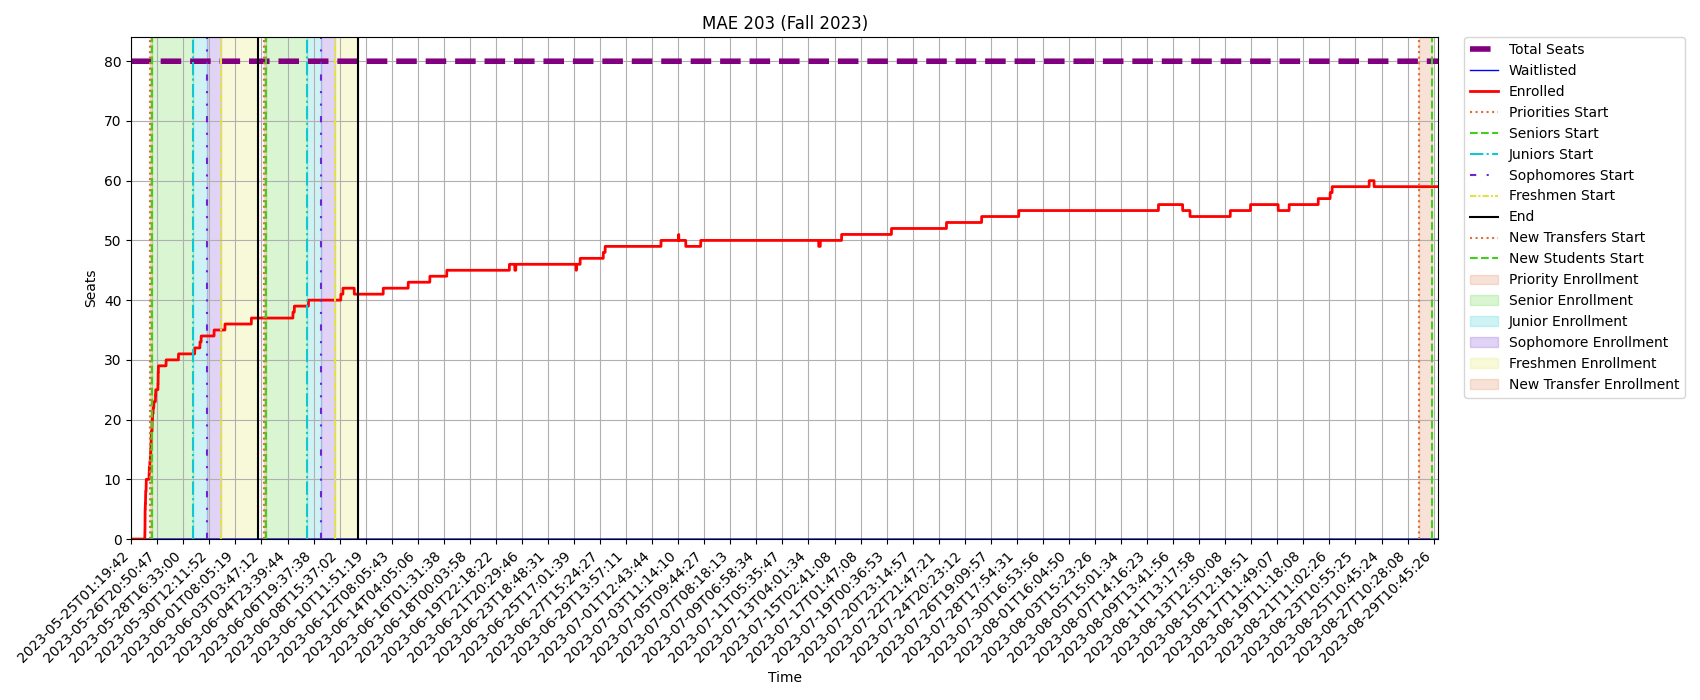 MAE 203 (Fall 2023)
Seats
80
70
60
50
40
30
20
10
0
2023-05-25T01:19:42
2023-05-26T20:50:47
2023-05-28T16:33:00
2023-05-30T12:11:52
2023-06-01T08:05:19
2023-06-03T03:47:12
2023-06-04T23:39:44
2023-06-06T19:37:38
2023-06-08T15:37:02
2023-06-10T11:51:19
2023-06-12T08:05:43
2023-06-14T04:05:06
2023-06-16T01:31:38
2023-06-18T00:03:58
2023-06-19T22:18:22
2023-06-21T20:29:46
2023-06-23T18:48:31
2023-06-25T17:01:39
2023-06-27T15:24:27
2023-06-29T13:57:11
2023-07-01T12:43:44
2023-07-03T11:14:10
2023-07-05T09:44:27
2023-07-07T08:18:13
2023-07-09T06:58:34
2023-07-11T05:35:47
2023-07-13T04:01:34
2023-07-15T02:41:08
2023-07-17T01:47:08
2023-07-19T00:36:53
2023-07-20T23:14:57
2023-07-22T21:47:21
2023-07-24T20:23:12
2023-07-26T19:09:57
2023-07-28T17:54:31
2023-07-30T16:53:56
2023-08-01T16:04:50
2023-08-03T15:23:26
2023-08-05T15:01:34
2023-08-07T14:16:23
2023-08-09T13:41:56
2023-08-11T13:17:58
2023-08-13T12:50:08
2023-08-15T12:18:51
2023-08-17T11:49:07
2023-08-19T11:18:08
2023-08-21T11:02:26
2023-08-23T10:55:25
2023-08-25T10:45:24
2023-08-27T10:28:08
2023-08-29T10:45:26
Time
Total Seats
Waitlisted
Enrolled
Priorities Start
Seniors Start
Juniors Start
Sophomores Start
Freshmen Start
End
New Transfers Start
New Students Start
Priority Enrollment
Senior Enrollment
Junior Enrollment
Sophomore Enrollment
Freshmen Enrollment
New Transfer Enrollment